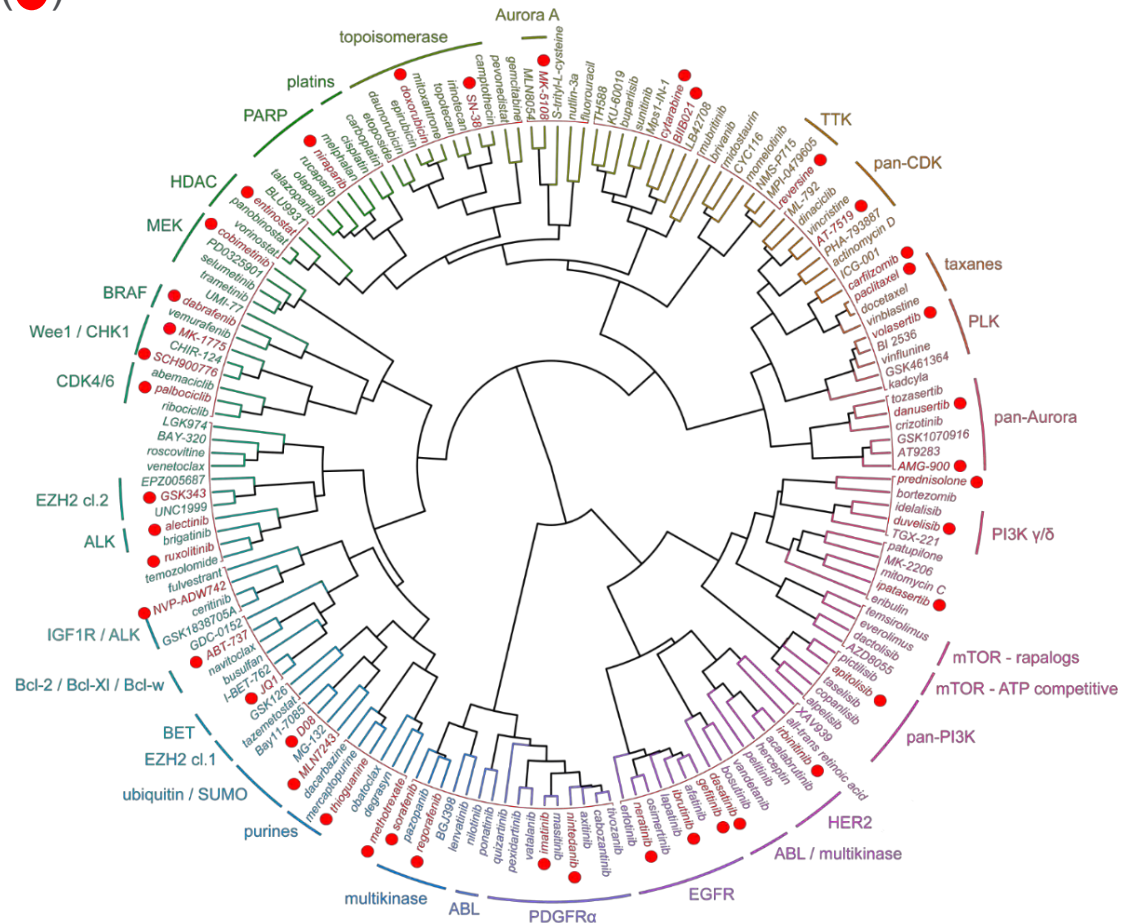 ( )
Aurora A
topoisomerase
platins
PARP
HDAC
MEK
BRAF
Wee1 / CHK1
CDK4/6
EZH2 cl.2
ALK
IGF1R / ALK
Bcl-2 / Bcl-Xl / Bcl-w
BET
EZH2 cl.1
ubiquitin / SUMO
purines
multikinase
ABL
PDGFRα
EGFR
ABL / multikinase
HER2
pan-PI3K
mTOR - ATP competitive
mTOR - rapalogs
PI3K γ/δ
pan-Aurora
PLK
taxanes
pan-CDK
TTK
S-trityl-L-cysteine
nutlin-3a
fluorouracil
TH588
KU-60019
buparlisib
sunitinib
Mps1-IN-1
cytarabine
BIIB021
LB42708
mubritinib
brivanib
midostaurin
CYC116
momelotinib
NMS-P715
MPI-0479605
reversine
ML-792
dinaciclib
vincristine
AT-7519
PHA-793887
actinomycin D
ICG-001
carfilzomib
paclitaxel
docetaxel
vinblastine
volasertib
BI 2536
vinflunine
GSK461364
kadcyla
tozasertib
danusertib
crizotinib
GSK1070916
AT9283
AMG-900
prednisolone
bortezomib
idelalisib
duvelisib
TGX-221
patupilone
MK-2206
mitomycin C
ipatasertib
eribulin
temsirolimus
everolimus
dactolisib
AZD8055
pictilisib
apitolisib
taselisib
copanlisib
alpelisib
XAV939
all-trans retinoic acid
irbinitinib
acalabrutinib
herceptin
pelitinib
vandetanib
bosutinib
dasatinib
gefitinib
afatinib
ibrutinib
lapatinib
osimertinib
neratinib
erlotinib
tivozanib
cabozantinib
axitinib
nintedanib
masitinib
imatinib
vatalanib
pexidartinib
quizartinib
ponatinib
nilotinib
lenvatinib
BGJ398
regorafenib
pazopanib
sorafenib
methotrexate
degrasyn
obatoclax
thioguanine
mercaptopurine
dacarbazine
MLN7243
MG-132
D08
Bay11-7085
tazemetostat
GSK126
JQ1
I-BET-762
busulfan
navitoclax
ABT-737
GDC-0152
GSK1838705A
ceritinib
NVP-ADW742
fulvestrant
temozolomide
ruxolitinib
brigatinib
alectinib
UNC1999
GSK343
EPZ005687
venetoclax
roscovitine
BAY-320
LGK974
ribociclib
palbociclib
abemaciclib
SCH900776
CHIR-124
MK-1775
vemurafenib
dabrafenib
UMI-77
trametinib
selumetinib
PD0325901
cobimetinib
vorinostat
panobinostat
entinostat
BLU9931
talazoparib
olaparib
rucaparib
niraparib
melphalan
cisplatin
carboplatin
etoposide
daunorubicin
epirubicin
doxorubicin
mitoxantrone
topotecan
irinotecan
SN-38
camptothecin
pevonedistat
gemcitabine
MLN8054
MK-5108